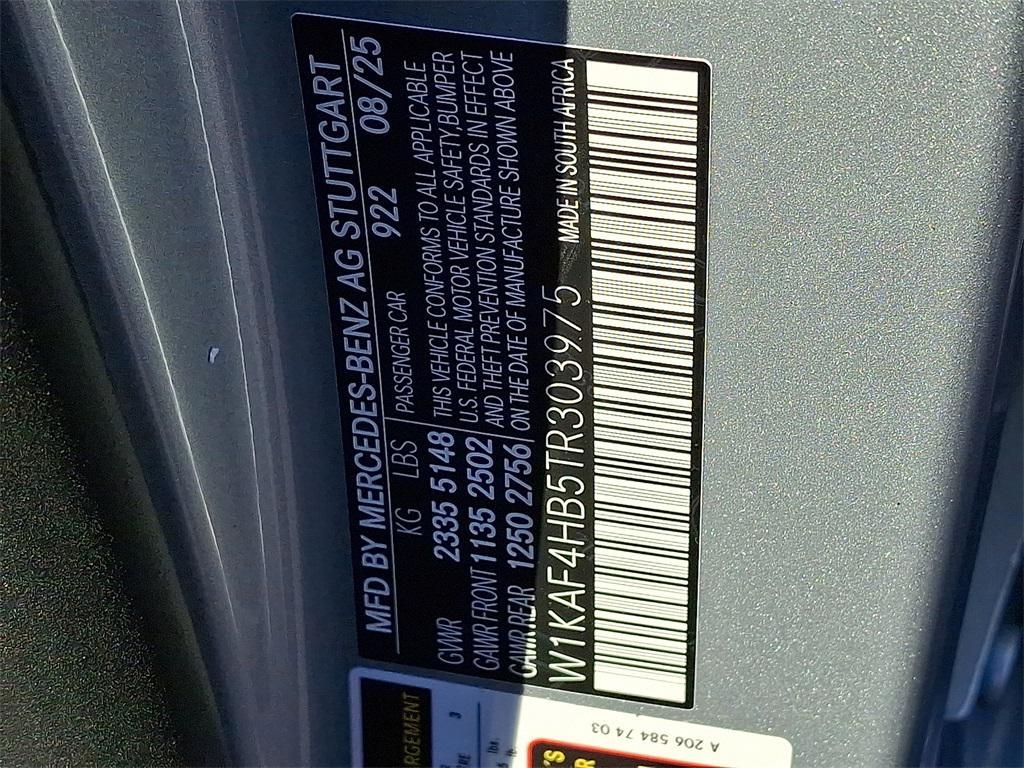 MFD BY MERCEDES-BENZ AG STUTTGART
KG LBS PASSENGER CAR 922 08/25
GVWR 2335 5148 THIS VEHICLE CONFORMS TO ALL APPLICABLE
GAWR FRONT 1135 2502 U.S. FEDERAL MOTOR VEHICLE SAFETY, BUMPER
GAWR REAR 1250 2756 AND THEFT PREVENTION STANDARDS IN EFFECT
ON THE DATE OF MANUFACTURE SHOWN ABOVE
W1KAF4HB5TR303975 MADE IN SOUTH AFRICA
RGEMENT
3
lbs.
A 206 584 74 03